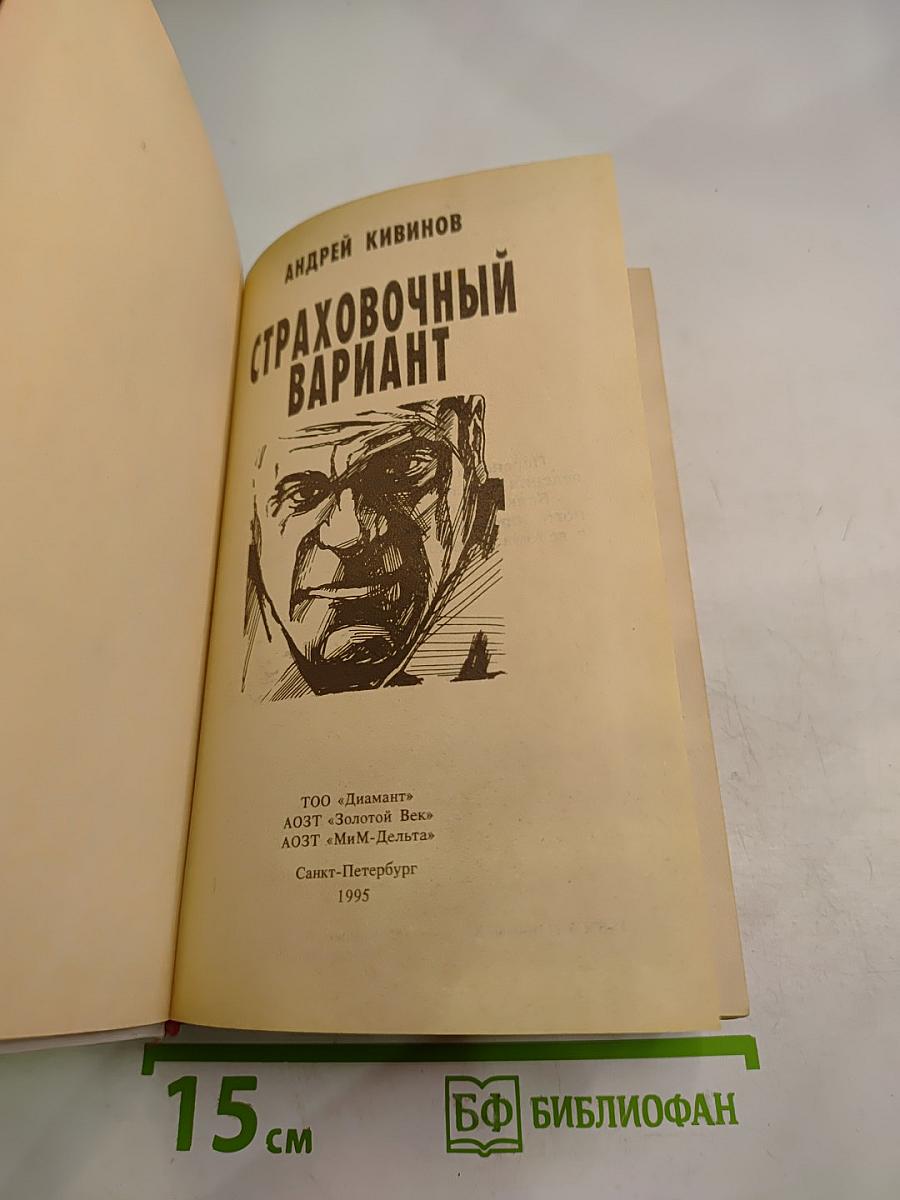 АНДРЕЙ КИВИНОВ
СТРАХОВОЧНЫЙ
ВАРИАНТ
ТОО «Диамант»
АОЗТ «Золотой Век»
АОЗТ «МиМ-Дельта»
Санкт-Петербург
1995
15 см
БФ БИБЛИОФАН